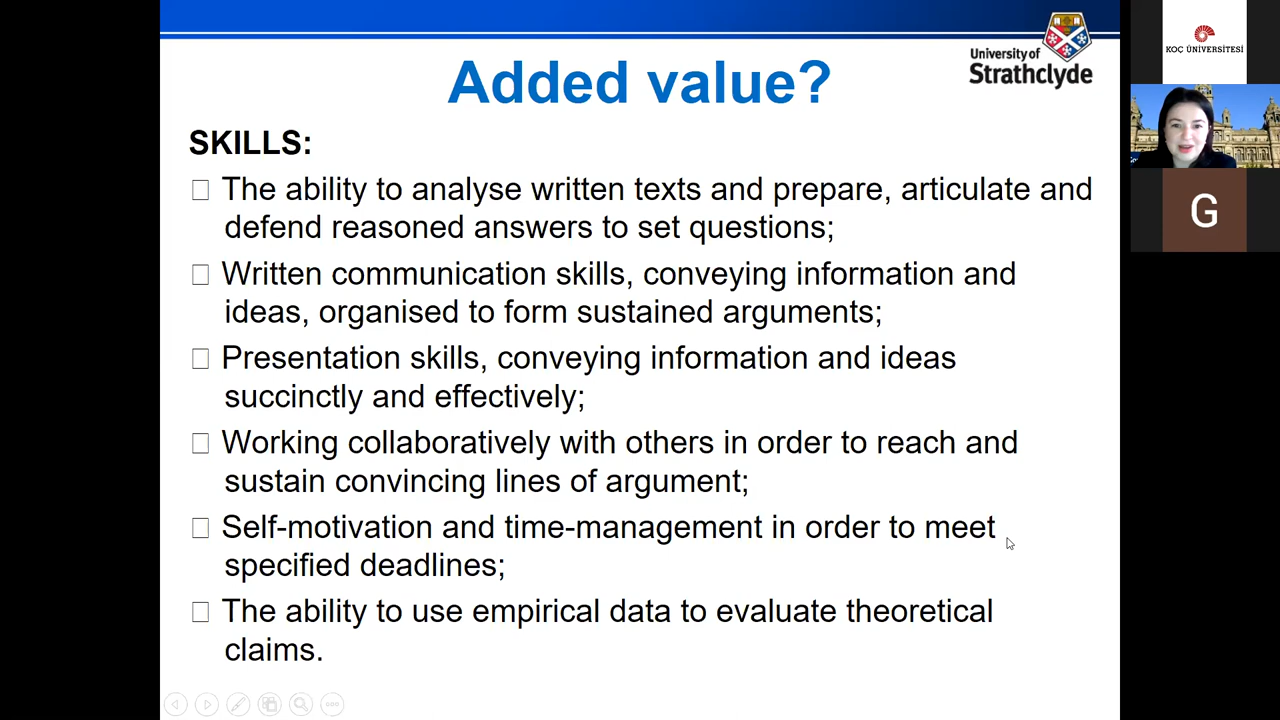 University of
Strathclyde
Added value?
SKILLS:
The ability to analyse written texts and prepare, articulate and
defend reasoned answers to set questions;
Written communication skills, conveying information and
ideas, organised to form sustained arguments;
Presentation skills, conveying information and ideas
succinctly and effectively;
Working collaboratively with others in order to reach and
sustain convincing lines of argument;
Self-motivation and time-management in order to meet
specified deadlines;
The ability to use empirical data to evaluate theoretical
claims.
KOÇ ÜNİVERSİTESİ
G